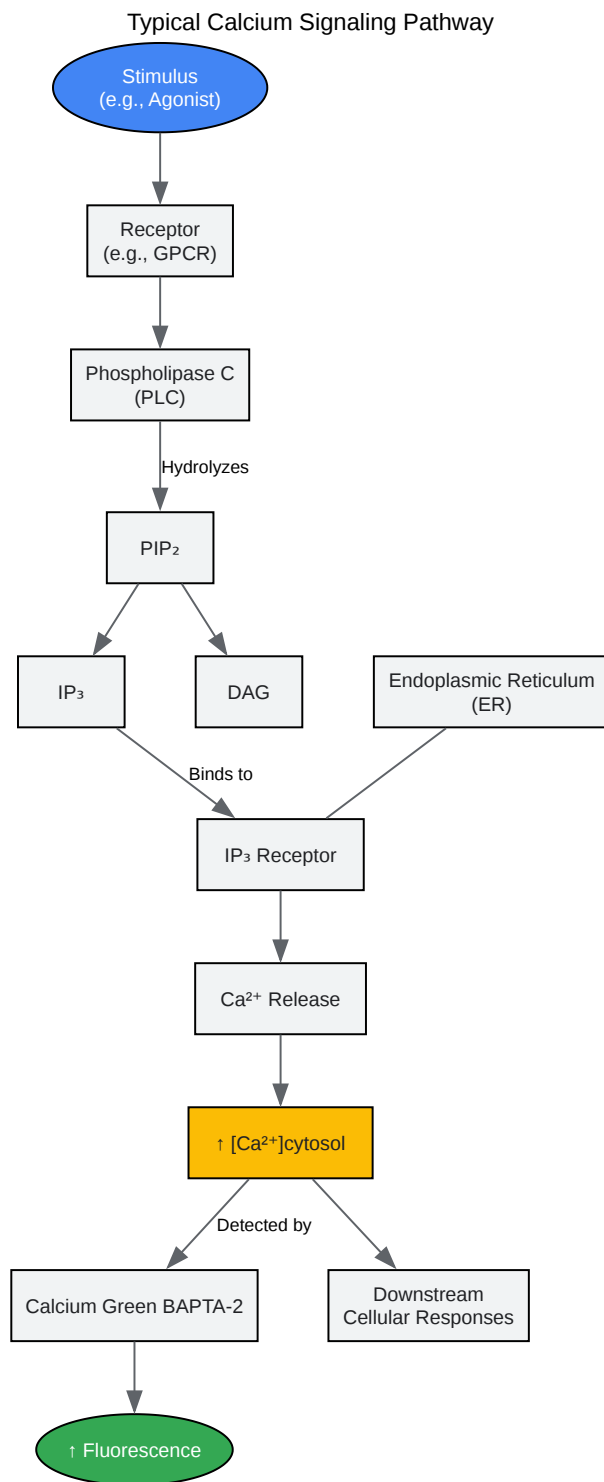 Typical Calcium Signaling Pathway
Stimulus
(e.g., Agonist)
Receptor
(e.g., GPCR)
Phospholipase C
(PLC)
Hydrolyzes
PIP₂
IP₃
DAG
Endoplasmic Reticulum
(ER)
Binds to
IP₃ Receptor
Ca²⁺ Release
↑ [Ca²⁺]cytosol
Detected by
Calcium Green BAPTA-2
Downstream
Cellular Responses
↑ Fluorescence